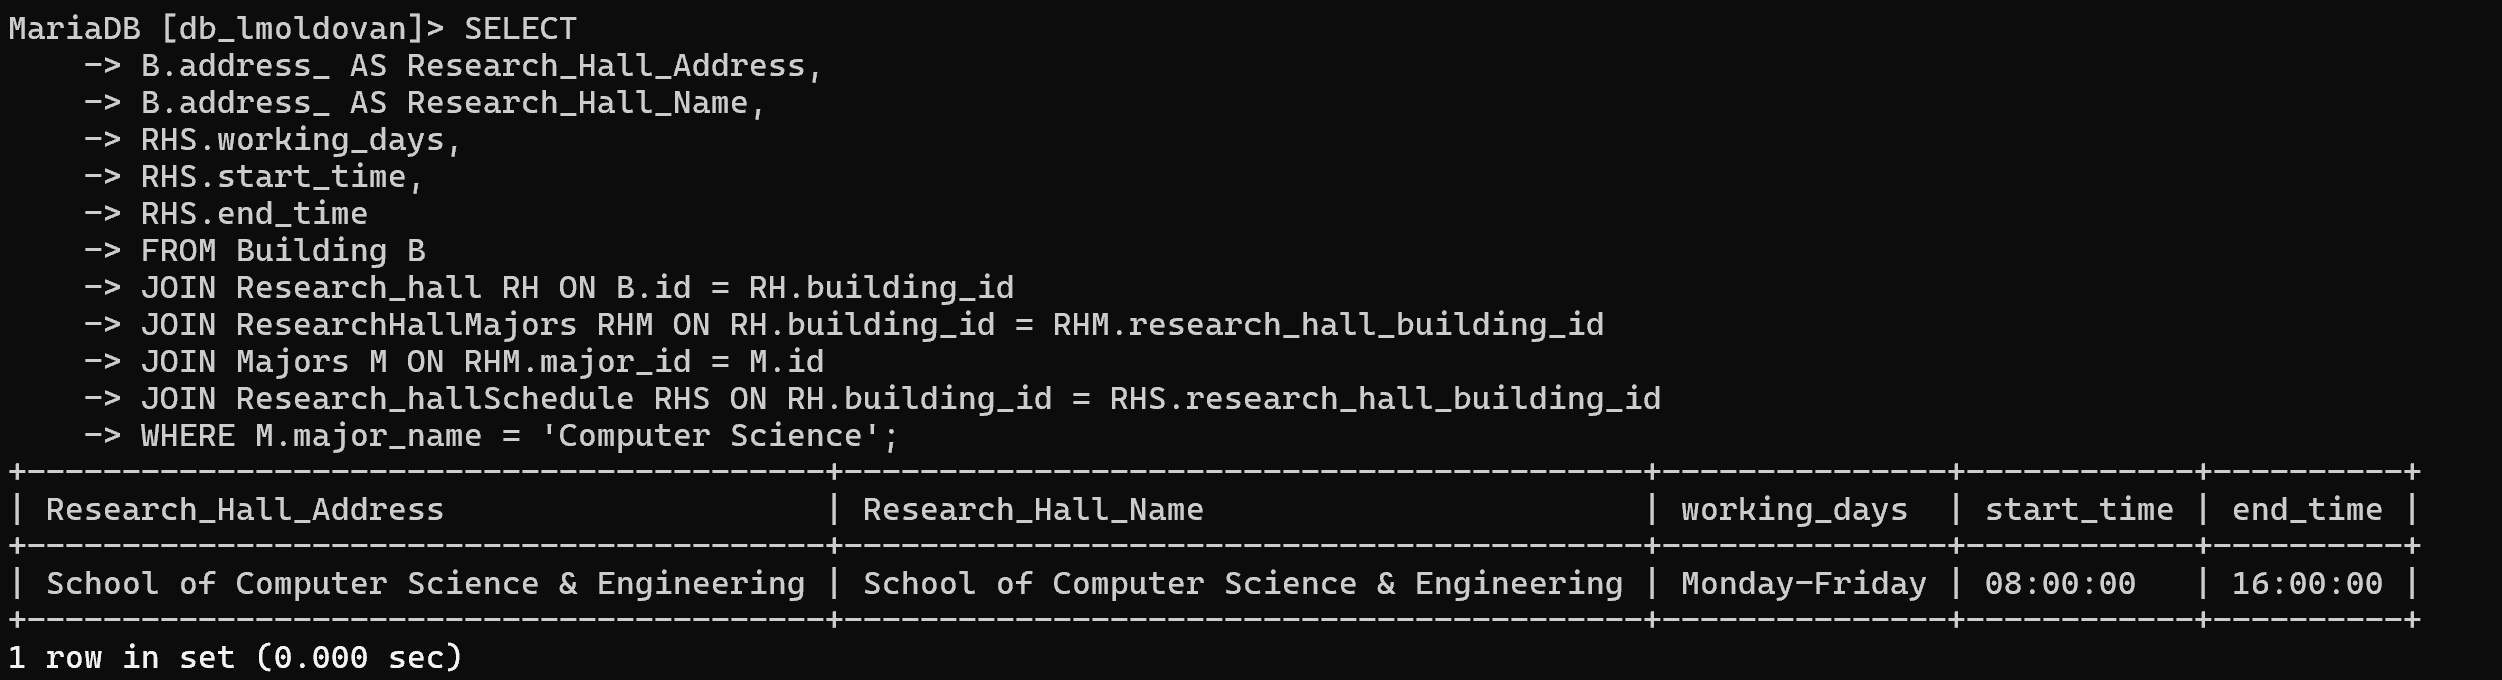 MariaDB [db_lmoldovan]> SELECT
    -> B.address_ AS Research_Hall_Address,
    -> B.address_ AS Research_Hall_Name,
    -> RHS.working_days,
    -> RHS.start_time,
    -> RHS.end_time
    -> FROM Building B
    -> JOIN Research_hall RH ON B.id = RH.building_id
    -> JOIN ResearchHallMajors RHM ON RH.building_id = RHM.research_hall_building_id
    -> JOIN Majors M ON RHM.major_id = M.id
    -> JOIN Research_hallSchedule RHS ON RH.building_id = RHS.research_hall_building_id
    -> WHERE M.major_name = 'Computer Science';
+------------------------------------------+------------------------------------------+---------------+------------+----------+
| Research_Hall_Address                    | Research_Hall_Name                       | working_days  | start_time | end_time |
+------------------------------------------+------------------------------------------+---------------+------------+----------+
| School of Computer Science & Engineering | School of Computer Science & Engineering | Monday-Friday | 08:00:00   | 16:00:00 |
+------------------------------------------+------------------------------------------+---------------+------------+----------+
1 row in set (0.000 sec)